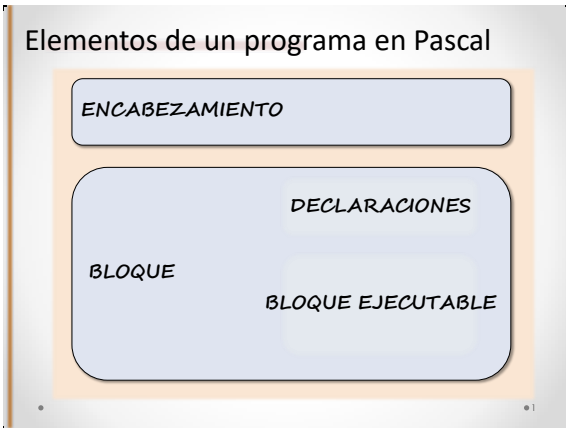 Elementos de un programa en Pascal
ENCABEZAMIENTO
DECLARACIONES
BLOQUE
BLOQUE EJECUTABLE
1